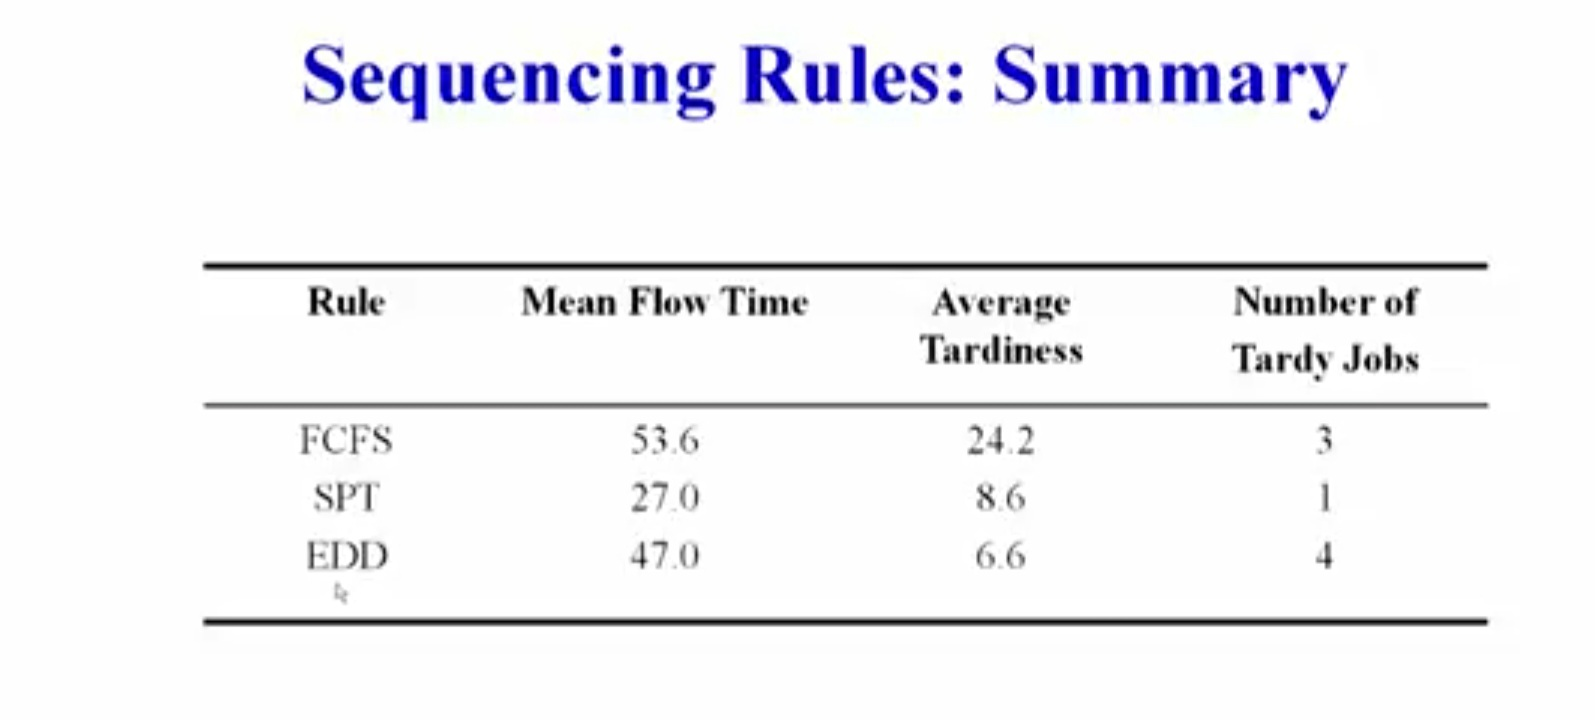 Sequencing Rules: Summary
Rule Mean Flow Time Average Number of
Tardiness Tardy Jobs
FCFS 53.6 24.2 3
SPT 27.0 8.6 1
EDD 47.0 6.6 4